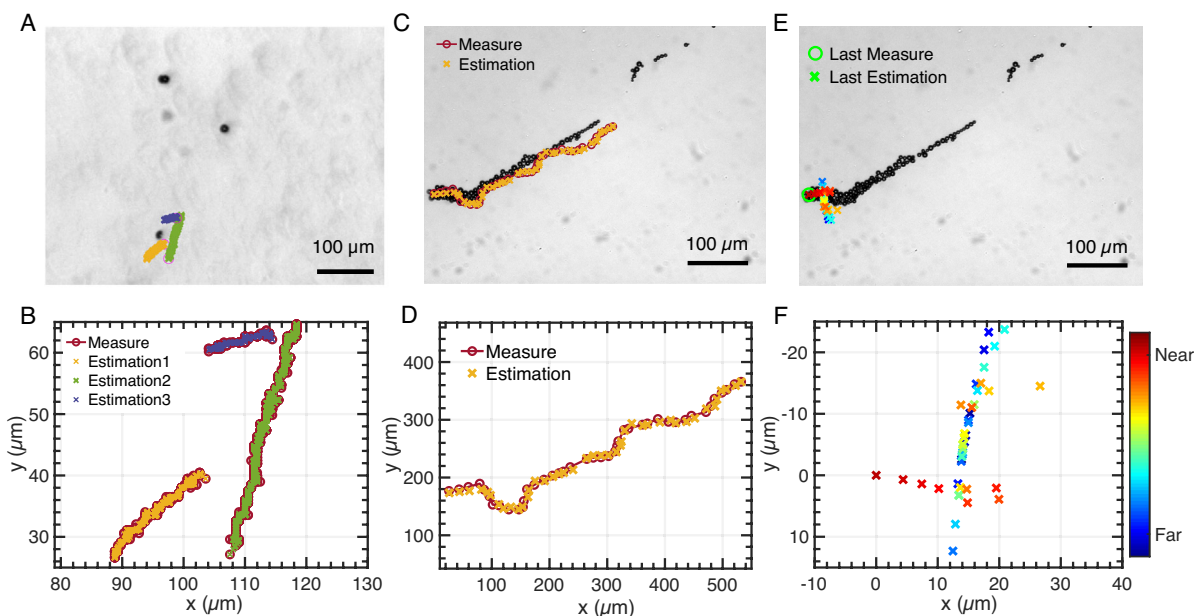 A
100 μm
C
Measure
Estimation
100 μm
E
Last Measure
Last Estimation
100 μm
B
Measure
Estimation1
Estimation2
Estimation3
60
50
40
30
y (μm)
80 90 100 110 120 130
x (μm)
D
Measure
Estimation
400
300
200
100
y (μm)
100 200 300 400 500
x (μm)
F
-20
-10
0
10
y (μm)
-10 0 10 20 30 40
x (μm)
Near
Far